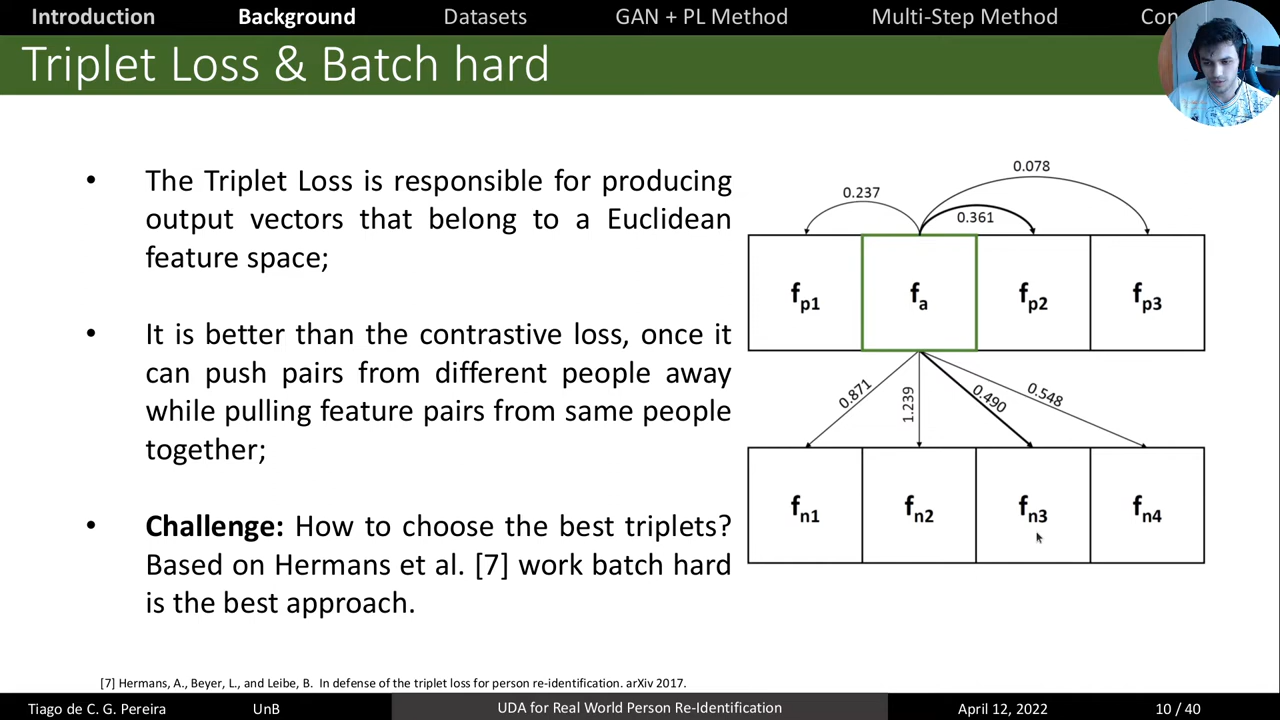 Introduction Background Datasets GAN + PL Method Multi-Step Method Con
Triplet Loss & Batch hard
• The Triplet Loss is responsible for producing
output vectors that belong to a Euclidean
feature space;
• It is better than the contrastive loss, once it
can push pairs from different people away
while pulling feature pairs from same people
together;
• Challenge: How to choose the best triplets?
Based on Hermans et al. [7] work batch hard
is the best approach.
0.078
0.237
0.361
fp1 fa fp2 fp3
0.871 1.239 0.490 0.548
fn1 fn2 fn3 fn4
[7] Hermans, A., Beyer, L., and Leibe, B. In defense of the triplet loss for person re-identification. arXiv 2017.
Tiago de C. G. Pereira UnB UDA for Real World Person Re-Identification April 12, 2022 10 / 40